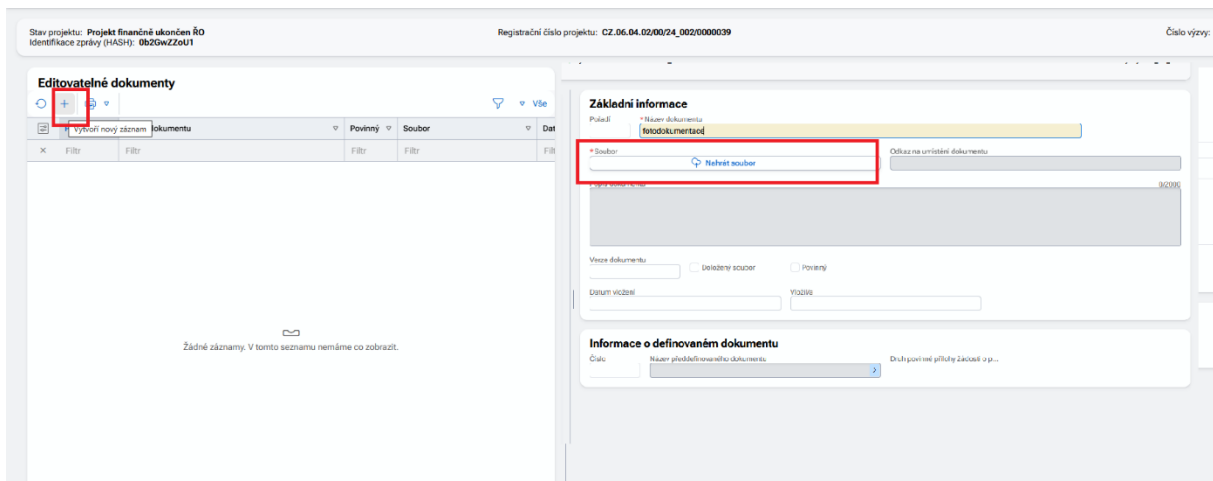 Stav projektu: Projekt finančně ukončen ŘO
Registrační číslo projektu: CZ.06.04.02/00/24_002/0000039
Číslo výzvy:
Identifikace zprávy (HASH): 0b2GwZZoU1
Editovatelné dokumenty
Vše
Vytvoří nový záznam
dokumentu
Povinný
Soubor
Dat
Filtr
Filtr
Filtr
Filtr
Filt
Žádné záznamy. V tomto seznamu nemáme co zobrazit.
Základní informace
Pořadí
* Název dokumentu
fotodokumentace
* Soubor
Odkaz na umístění dokumentu
Nahrát soubor
0/2000
Verze dokumentu
Doložený soubor
Povinný
Datum vložení
Vložil/a
Informace o definovaném dokumentu
Číslo
Název předdefinovaného dokumentu
Druh povinné přílohy žádosti o p...